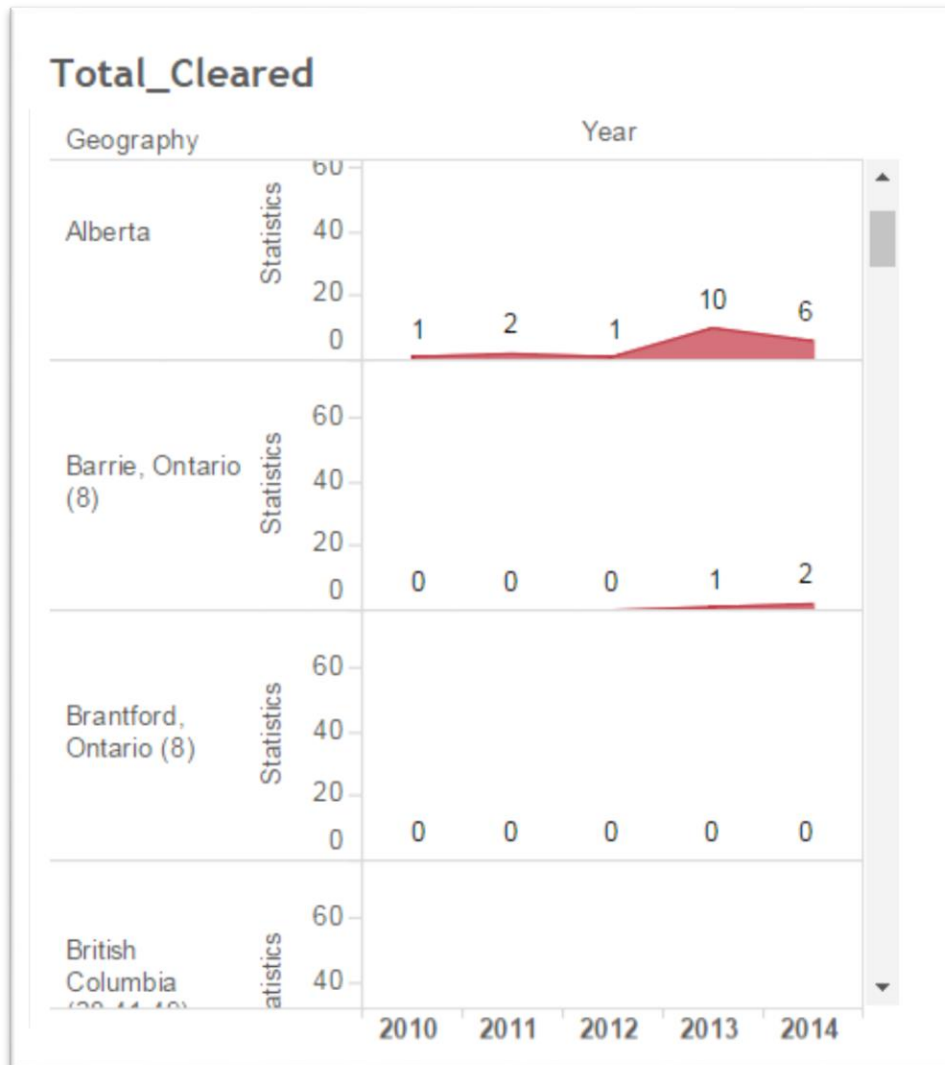 Total_Cleared
Geography
Year
Alberta
Statistics
60
40
20
0
1 2 1 10 6
Barrie, Ontario
(8)
Statistics
60
40
20
0
0 0 0 1 2
Brantford,
Ontario (8)
Statistics
60
40
20
0
0 0 0 0 0
British
Columbia
atistics
60
40
2010 2011 2012 2013 2014